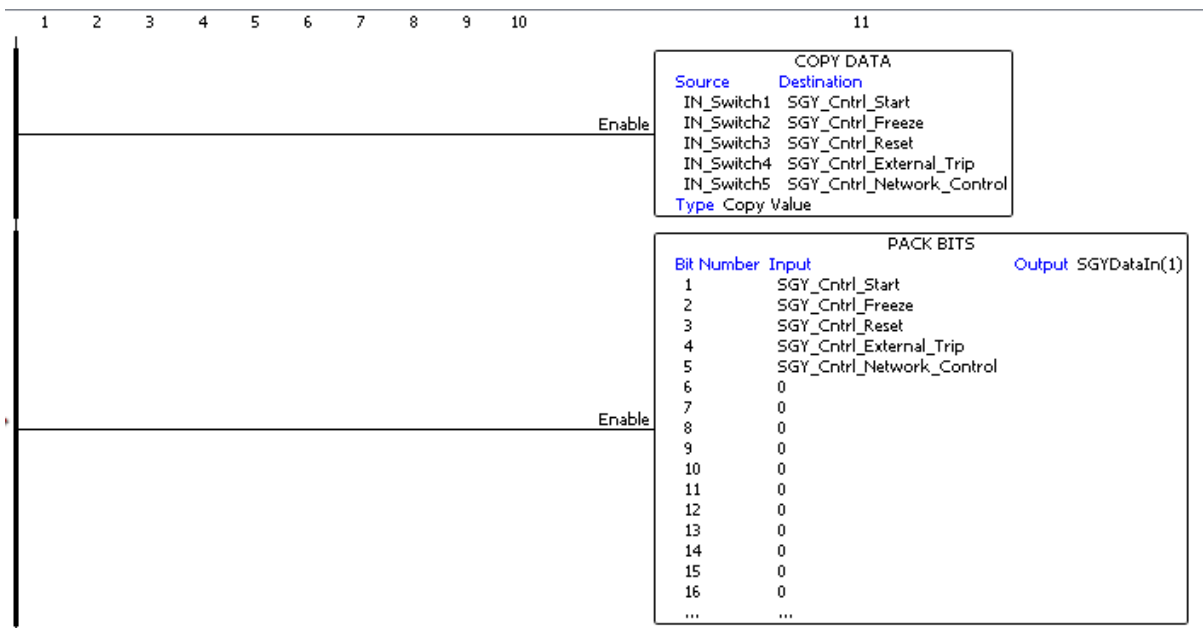 1 2 3 4 5 6 7 8 9 10 11
COPY DATA
Source Destination
IN_Switch1 SGY_Cntrl_Start
Enable IN_Switch2 SGY_Cntrl_Freeze
IN_Switch3 SGY_Cntrl_Reset
IN_Switch4 SGY_Cntrl_External_Trip
IN_Switch5 SGY_Cntrl_Network_Control
Type Copy Value
PACK BITS
Bit Number Input Output SGYDataIn(1)
1 SGY_Cntrl_Start
2 SGY_Cntrl_Freeze
3 SGY_Cntrl_Reset
4 SGY_Cntrl_External_Trip
5 SGY_Cntrl_Network_Control
6 0
7 0
Enable 8 0
9 0
10 0
11 0
12 0
13 0
14 0
15 0
16 0
... ...